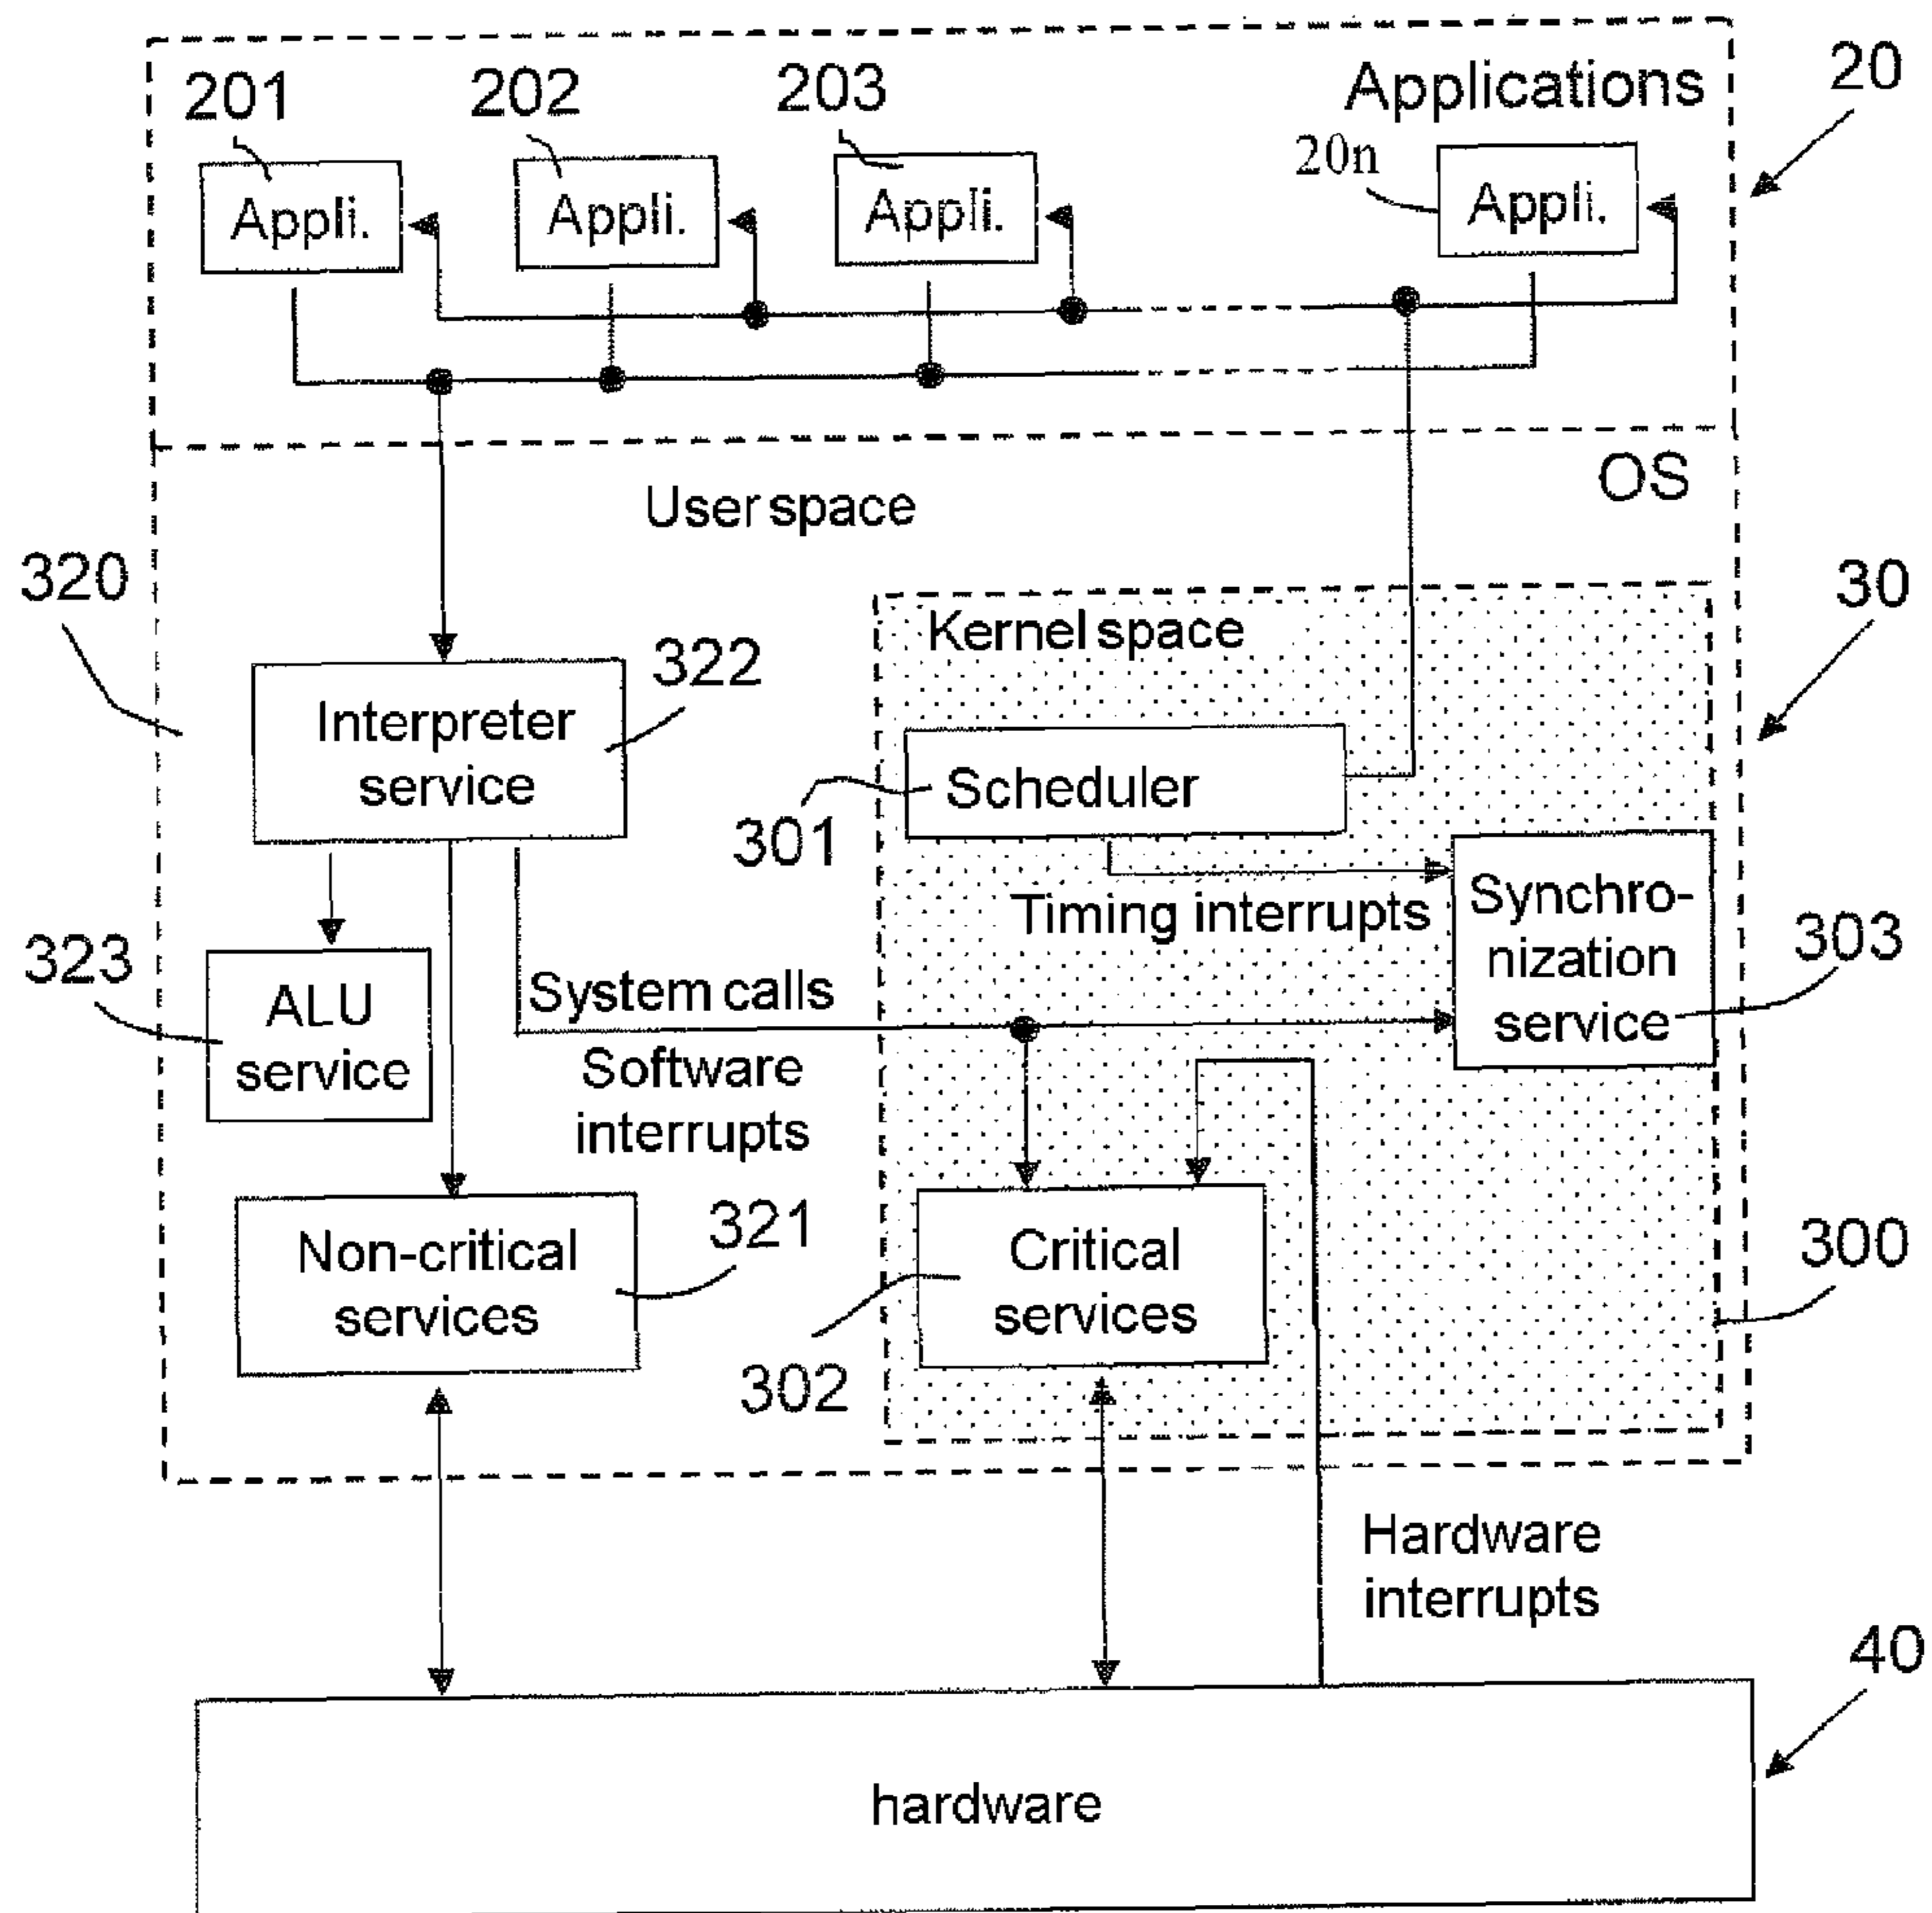 20
Applications
201
202
203
20n
Appli.
Appli.
Appli.
Appli.
OS
User space
320
30
Kernel space
322
Interpreter
service
Scheduler
301
Timing interrupts
Synchro-
nization
service
303
323
ALU
service
System calls
Software
interrupts
321
Non-critical
services
Critical
services
300
302
Hardware
interrupts
40
hardware